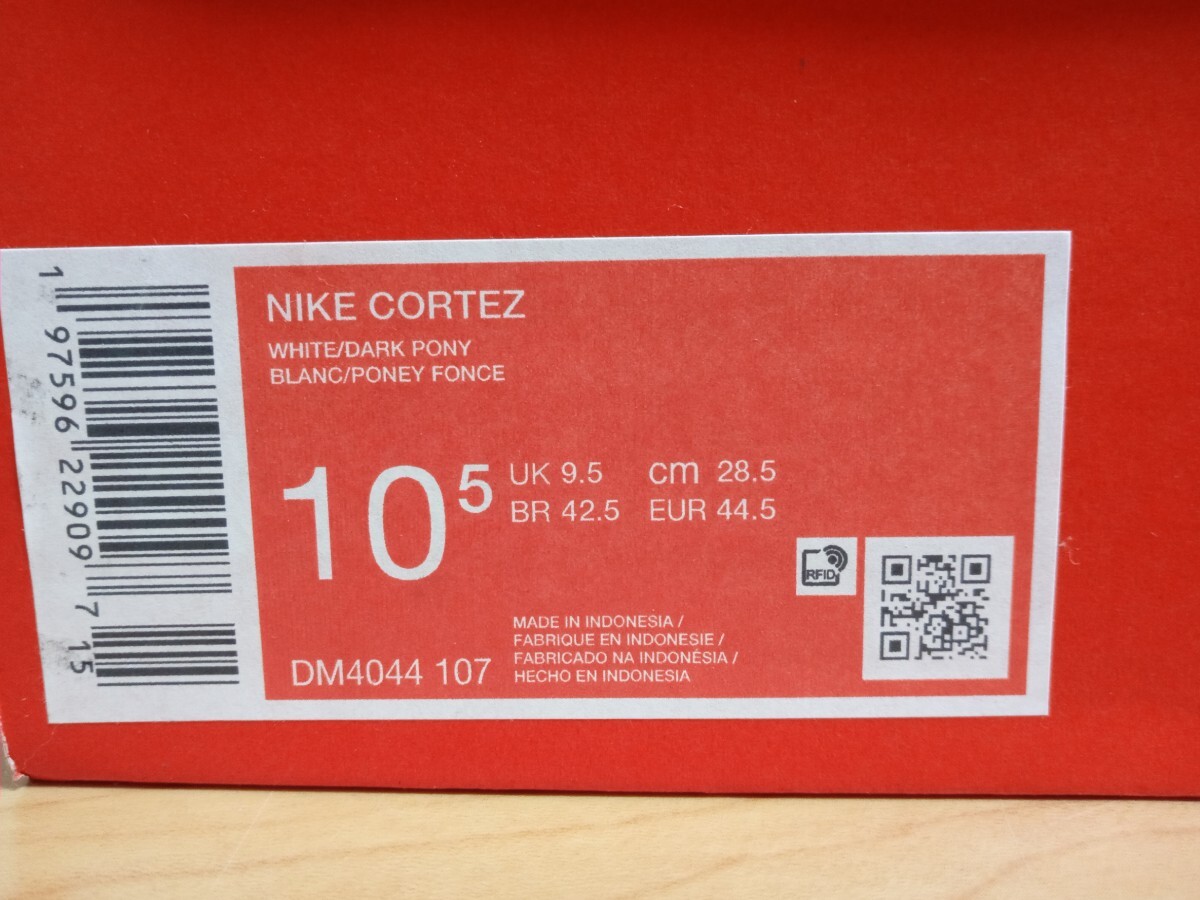 NIKE CORTEZ
WHITE/DARK PONY
BLANC/PONEY FONCE
10 5
UK 9.5 cm 28.5
BR 42.5 EUR 44.5
RFID
MADE IN INDONESIA /
FABRIQUE EN INDONESIE /
FABRICADO NA INDONÉSIA /
HECHO EN INDONESIA
DM4044 107
1 97596 22909 7 15